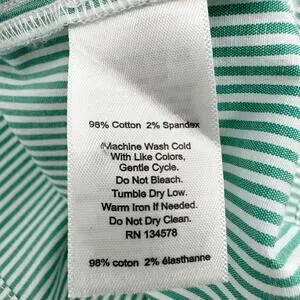 98% Cotton 2% Spandex
Machine Wash Cold
With Like Colors,
Gentle Cycle.
Do Not Bleach.
Tumble Dry Low.
Warm Iron If Needed.
Do Not Dry Clean.
RN 134578
98% coton 2% élasthanne